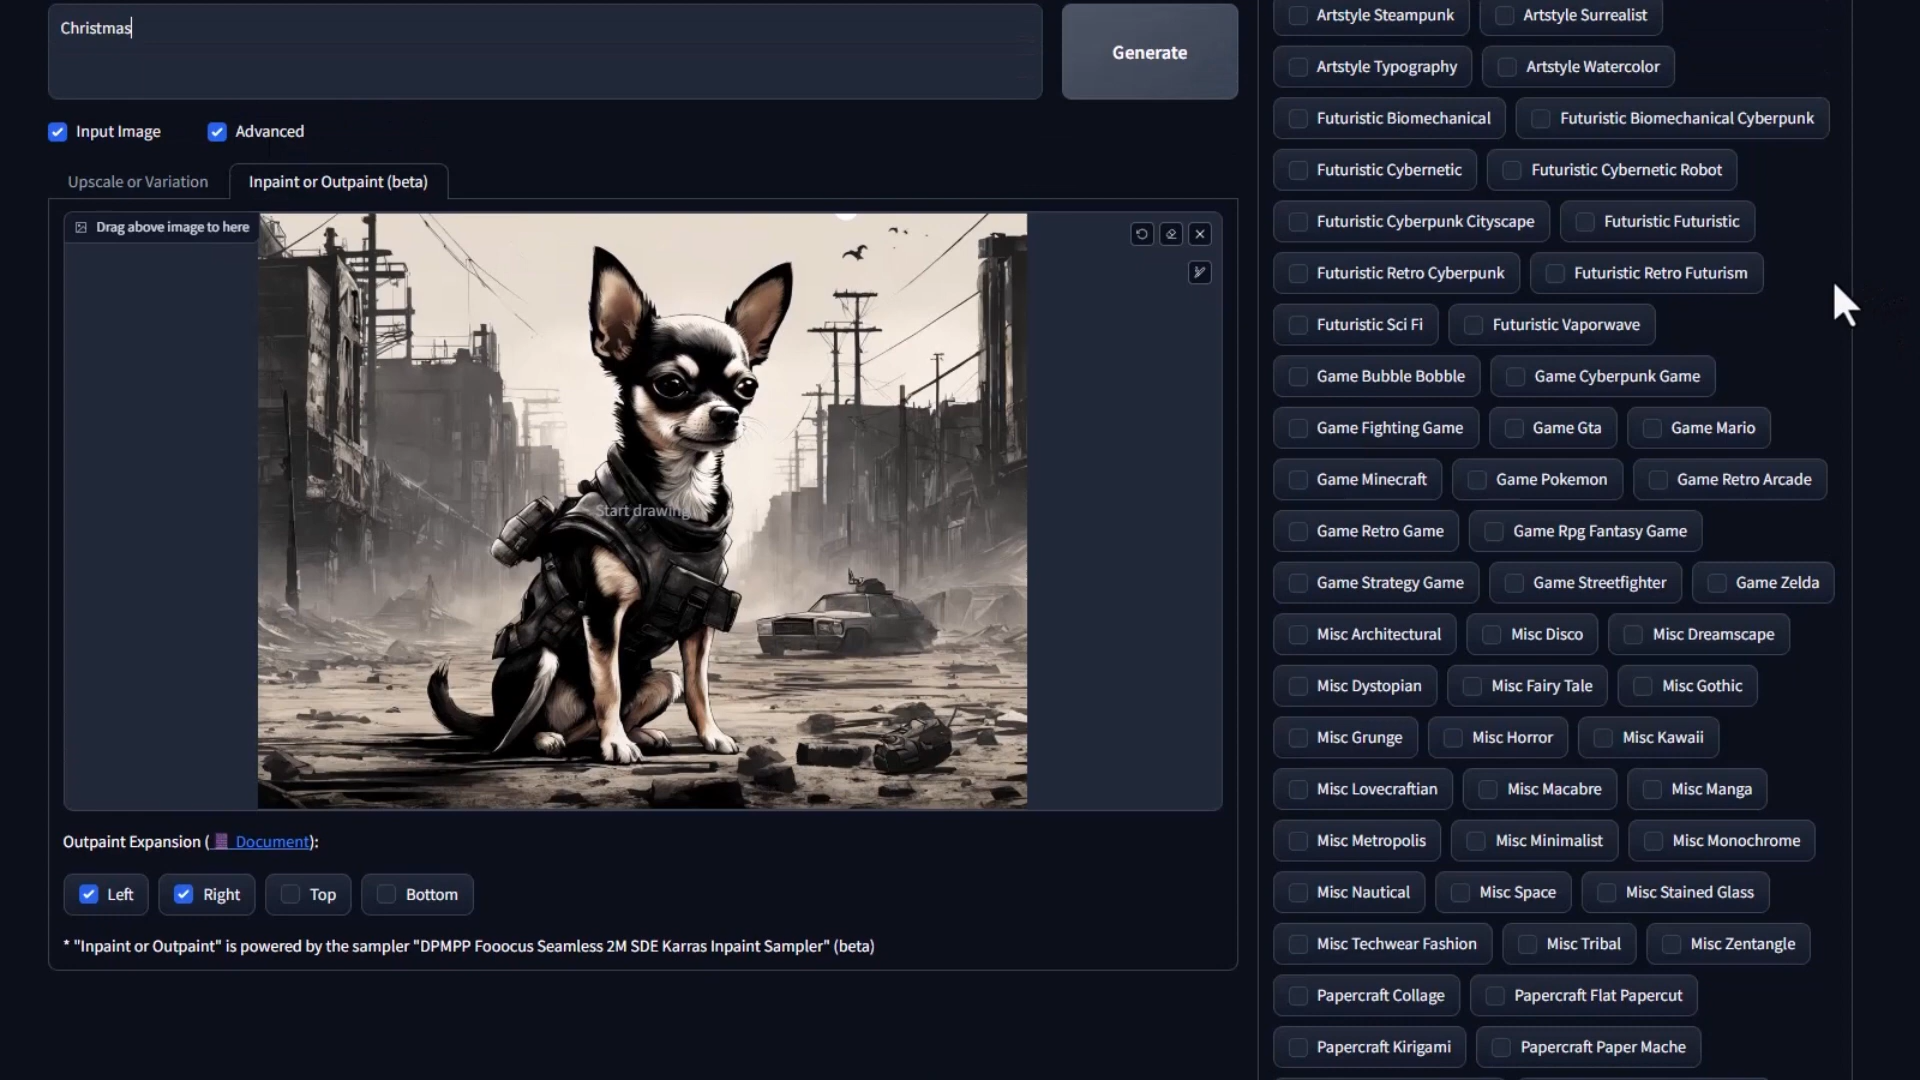 Christmas
Generate
Input Image Advanced
Upscale or Variation Inpaint or Outpaint (beta)
Drag above image to here
Start drawing
Outpaint Expansion ( Document):
Left Right Top Bottom
* "Inpaint or Outpaint" is powered by the sampler "DPMPP Fooocus Seamless 2M SDE Karras Inpaint Sampler" (beta)
Artstyle Steampunk Artstyle Surrealist
Artstyle Typography Artstyle Watercolor
Futuristic Biomechanical Futuristic Biomechanical Cyberpunk
Futuristic Cybernetic Futuristic Cybernetic Robot
Futuristic Cyberpunk Cityscape Futuristic Futuristic
Futuristic Retro Cyberpunk Futuristic Retro Futurism
Futuristic Sci Fi Futuristic Vaporwave
Game Bubble Bobble Game Cyberpunk Game
Game Fighting Game Game Gta Game Mario
Game Minecraft Game Pokemon Game Retro Arcade
Game Retro Game Game Rpg Fantasy Game
Game Strategy Game Game Streetfighter Game Zelda
Misc Architectural Misc Disco Misc Dreamscape
Misc Dystopian Misc Fairy Tale Misc Gothic
Misc Grunge Misc Horror Misc Kawaii
Misc Lovecraftian Misc Macabre Misc Manga
Misc Metropolis Misc Minimalist Misc Monochrome
Misc Nautical Misc Space Misc Stained Glass
Misc Techwear Fashion Misc Tribal Misc Zentangle
Papercraft Collage Papercraft Flat Papercut
Papercraft Kirigami Papercraft Paper Mache